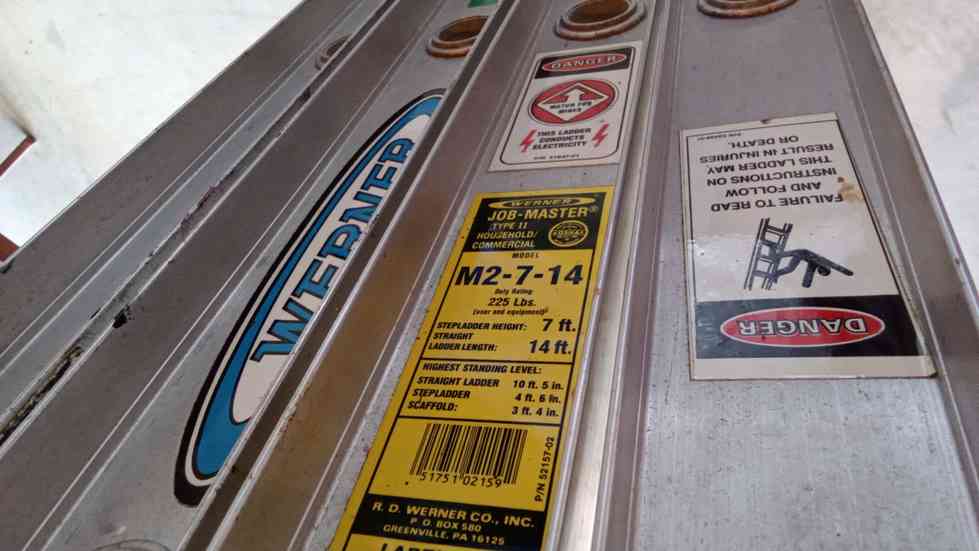 WERNER
DANGER
WATCH FOR
WIRES
THIS LADDER
CONDUCTS
ELECTRICITY
WERNER
JOB-MASTER®
TYPE II
HOUSEHOLD/
COMMERCIAL
MODEL
M2-7-14
Duty Rating:
225 Lbs.
(user and equipment)
STEPLADDER HEIGHT: 7 ft.
STRAIGHT
LADDER LENGTH: 14 ft.
HIGHEST STANDING LEVEL:
STRAIGHT LADDER 10 ft. 5 in.
STEPLADDER 4 ft. 6 in.
SCAFFOLD: 3 ft. 4 in.
51751 02159
P/N 52157-02
R. D. WERNER CO., INC.
P.O. BOX 580
GREENVILLE, PA 16125
DANGER
FAILURE TO READ
AND FOLLOW
INSTRUCTIONS ON
THIS LADDER MAY
RESULT IN INJURIES
OR DEATH.